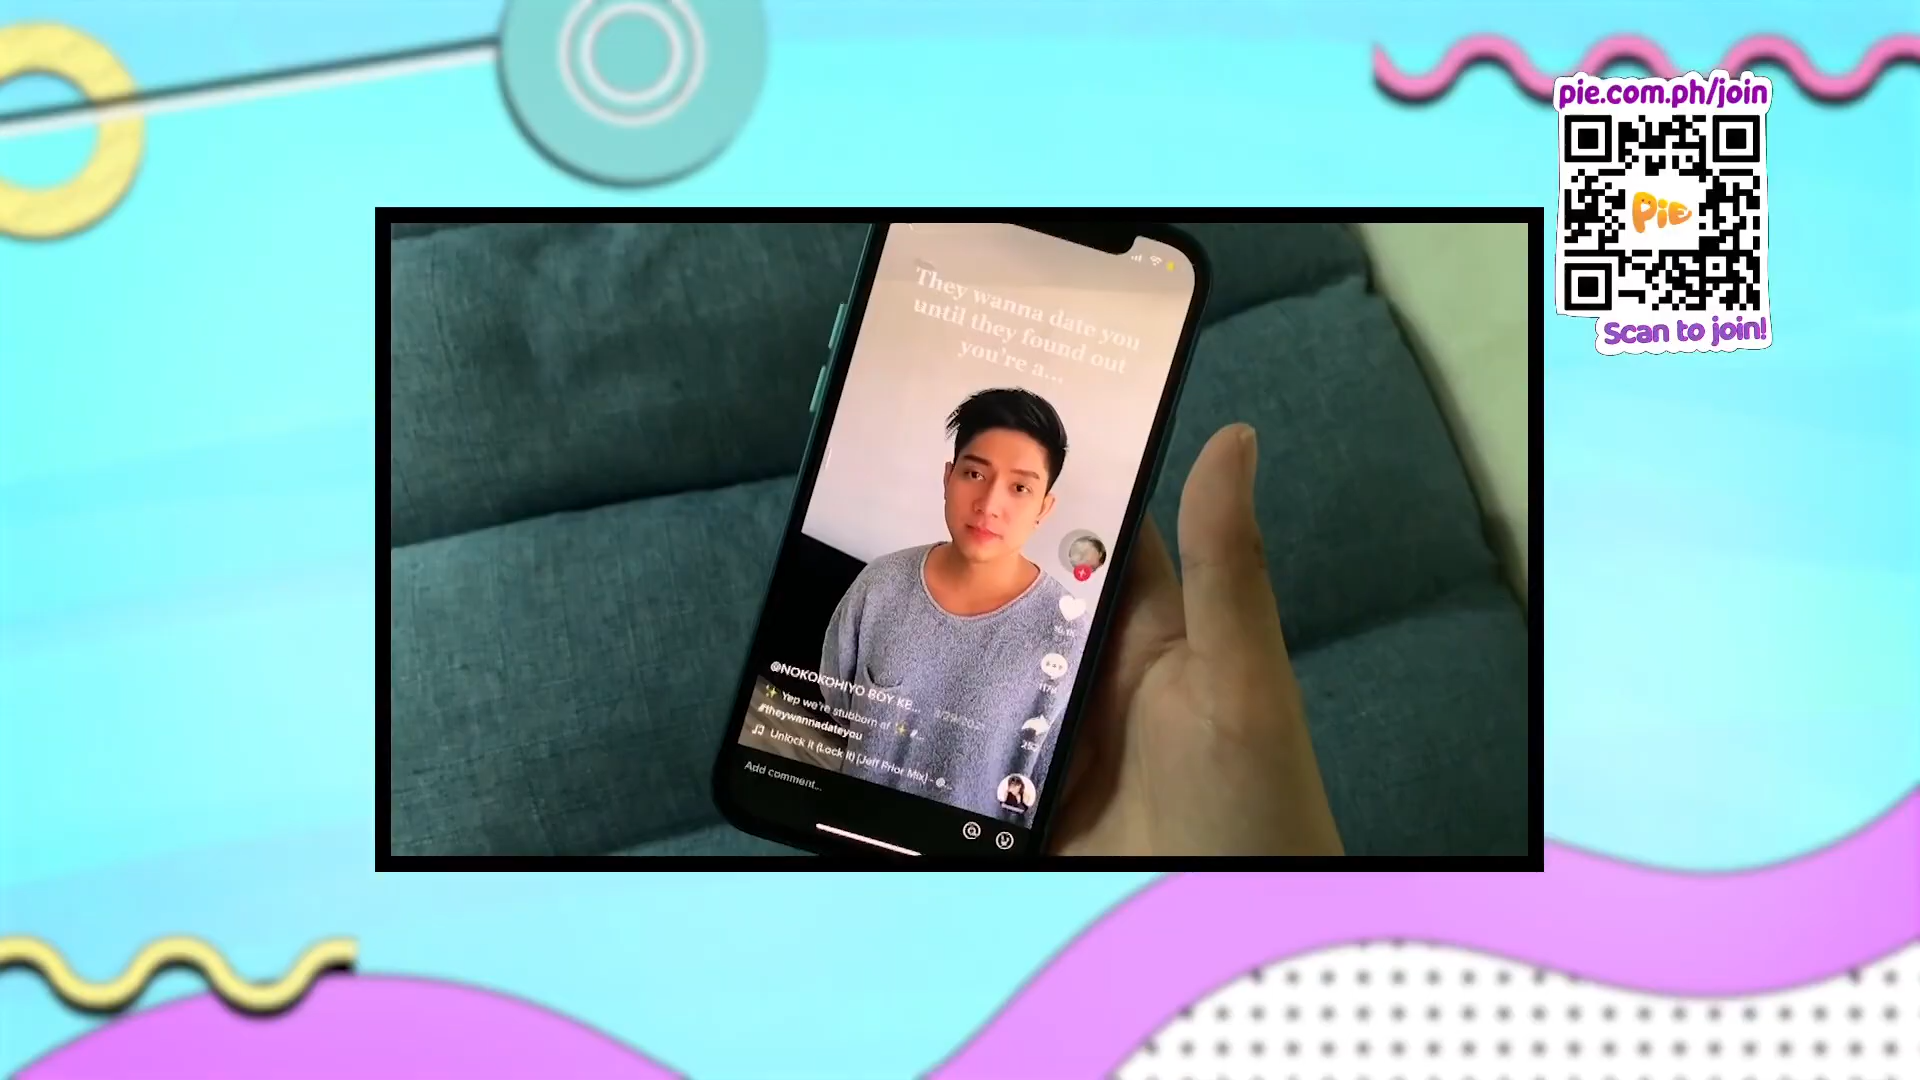 pie.com.ph/join
PiE
Scan to join!
They wanna date you
until they found out
you're a...
@NOKOKOHIYO BOY KE...
✨ Yep we're stubborn af ✨ #...
#theywannadateyou
Unlock it (Lock It) (Jeff Prior Mix) - @...
Add comment...